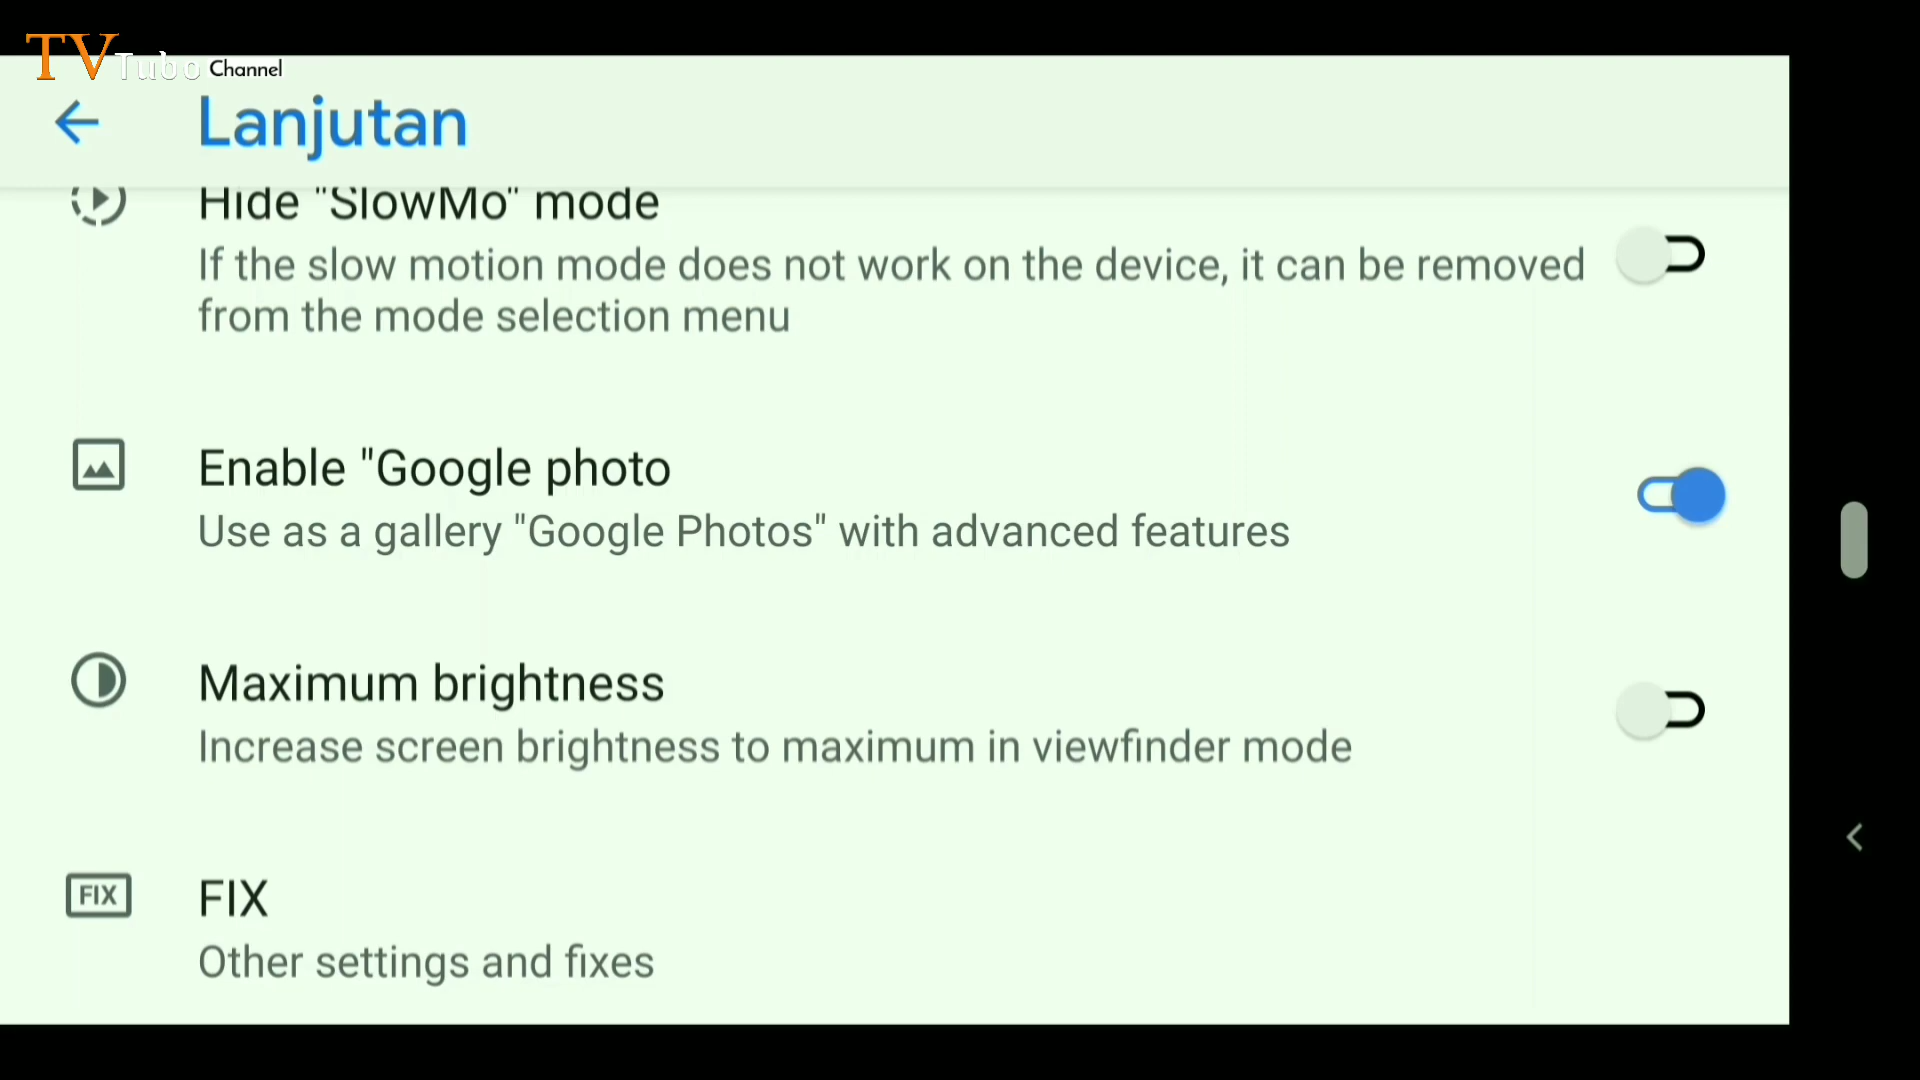 TV Tubo Channel
Lanjutan
Hide "SlowMo" mode
If the slow motion mode does not work on the device, it can be removed
from the mode selection menu
Enable "Google photo
Use as a gallery "Google Photos" with advanced features
Maximum brightness
Increase screen brightness to maximum in viewfinder mode
FIX FIX
Other settings and fixes